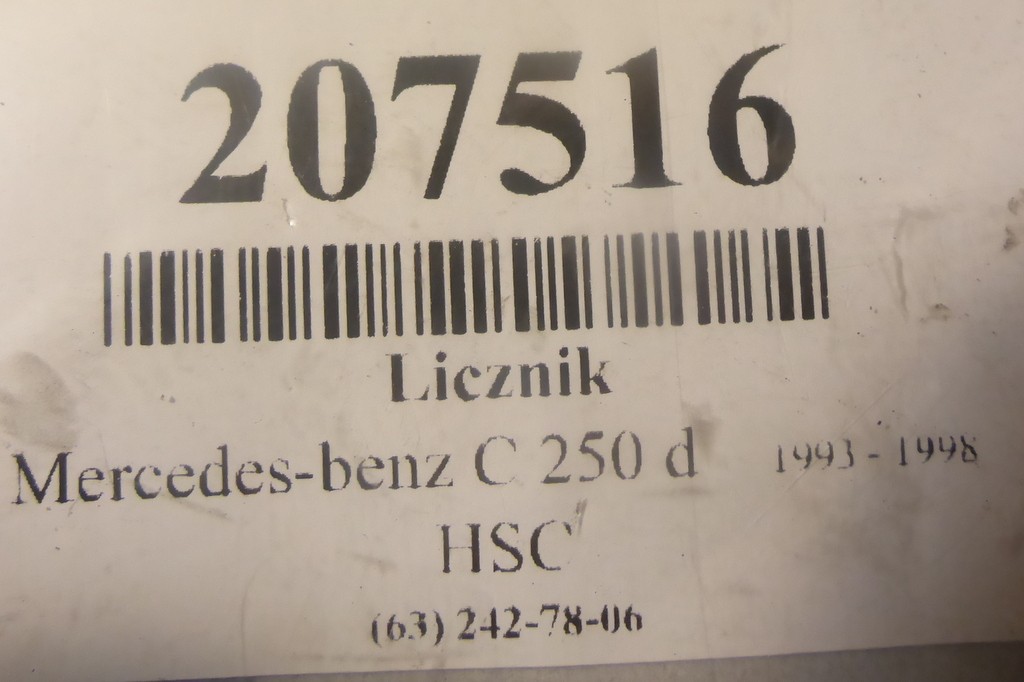 207516
Licznik
Mercedes-benz C 250 d 1993 - 1998
HSC
(63) 242-78-06